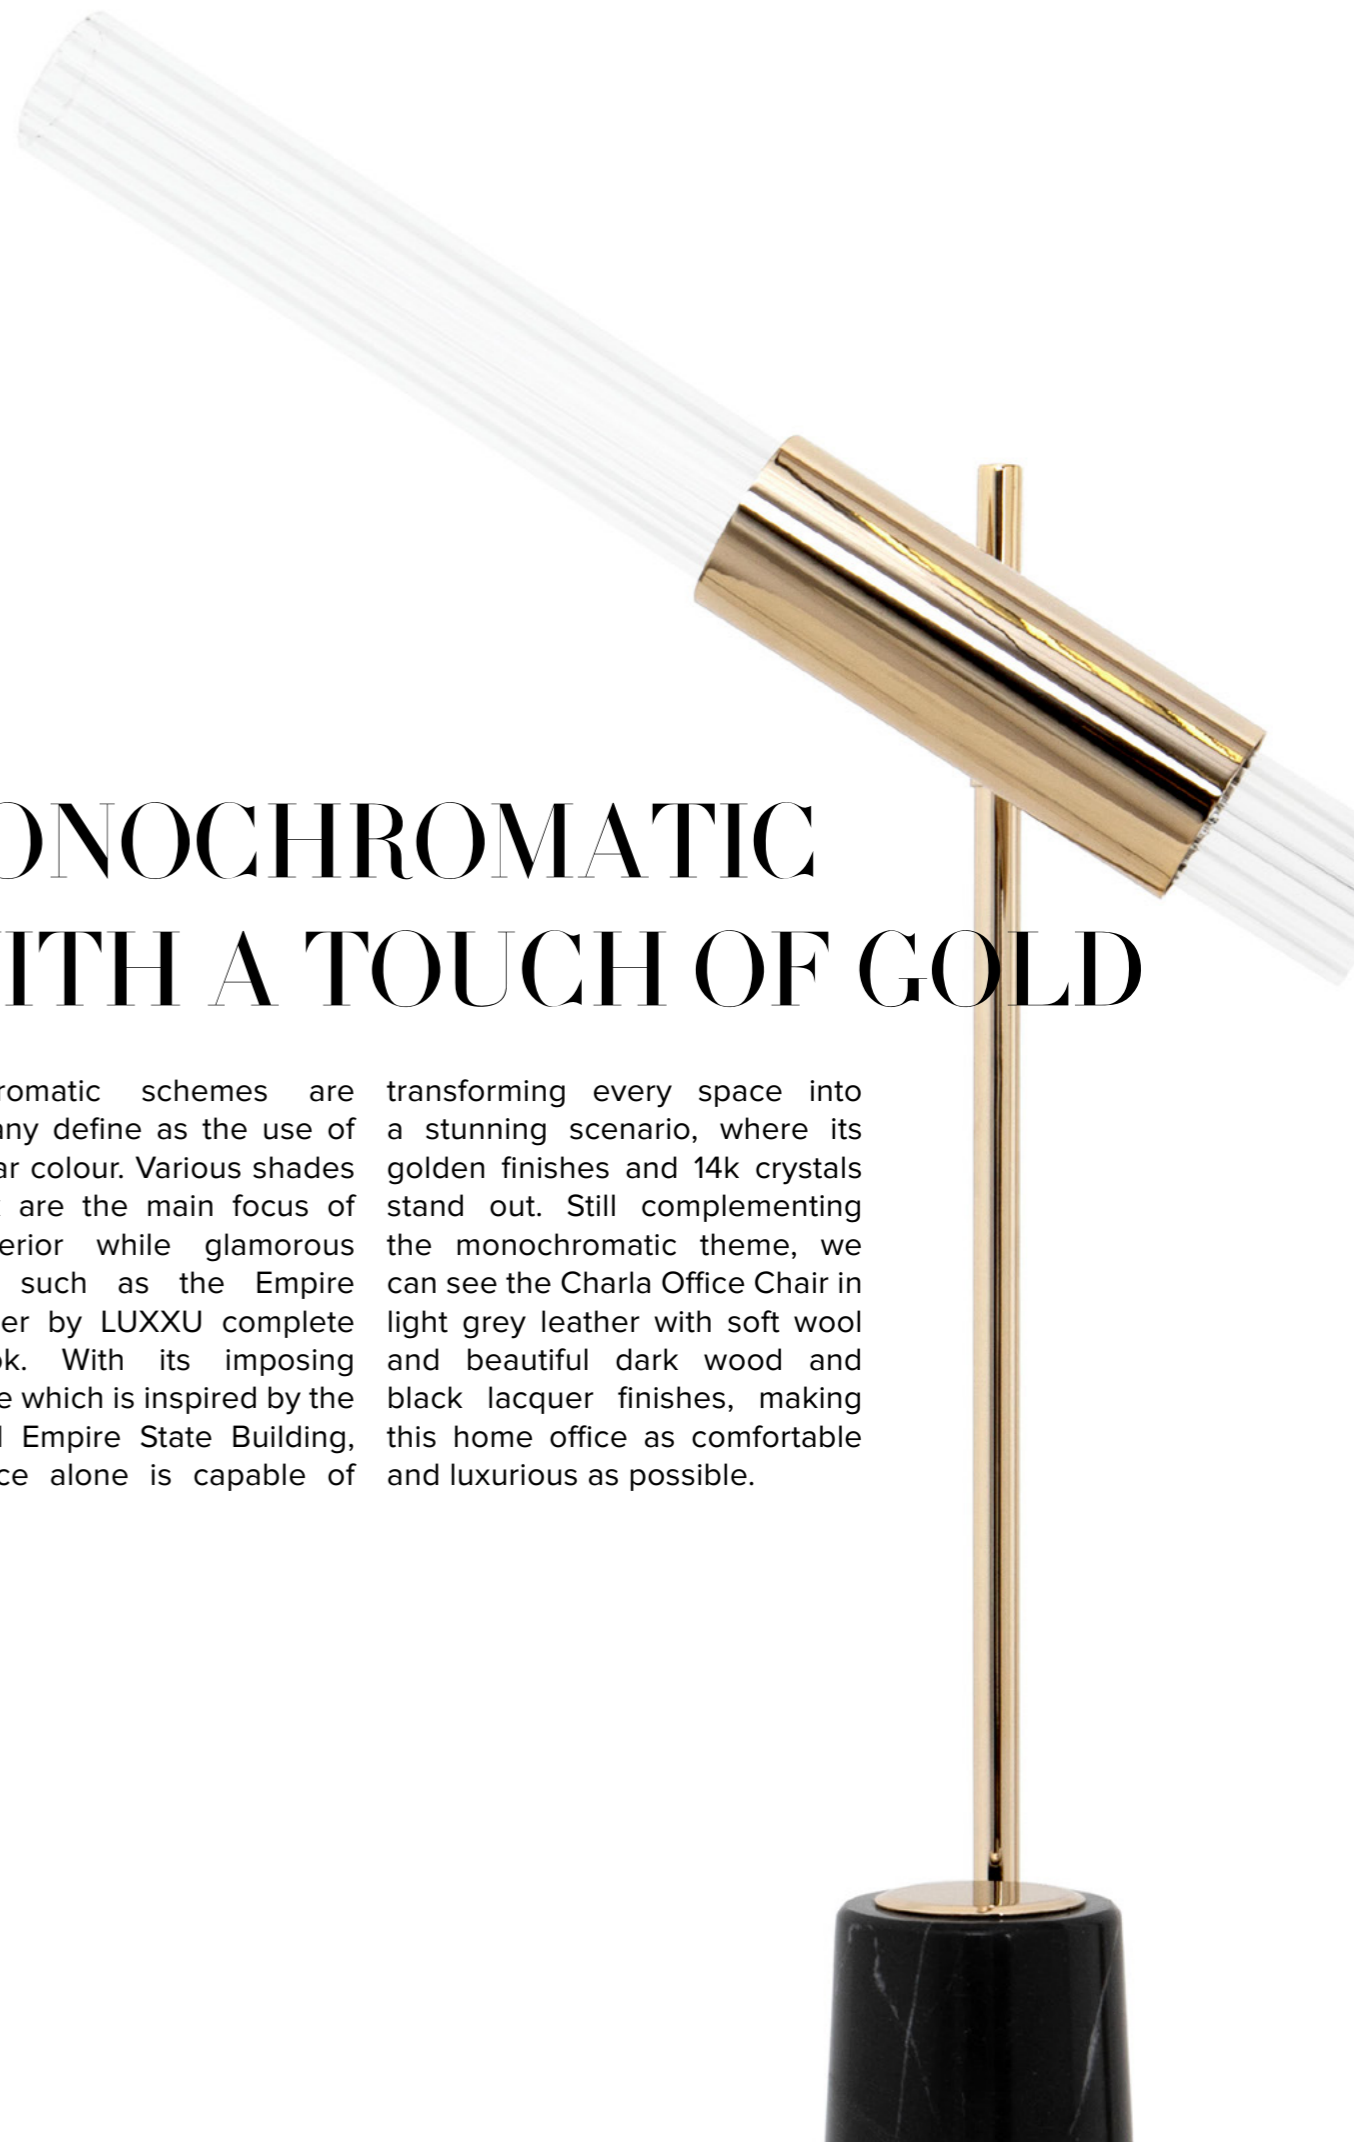 ONOCHROMATIC
ITH A TOUCH OF GOLD
romatic schemes are
any define as the use of
ar colour. Various shades
are the main focus of
erior while glamorous
such as the Empire
er by LUXXU complete
ok. With its imposing
e which is inspired by the
Empire State Building,
ce alone is capable of
transforming every space into
a stunning scenario, where its
golden finishes and 14k crystals
stand out. Still complementing
the monochromatic theme, we
can see the Charla Office Chair in
light grey leather with soft wool
and beautiful dark wood and
black lacquer finishes, making
this home office as comfortable
and luxurious as possible.